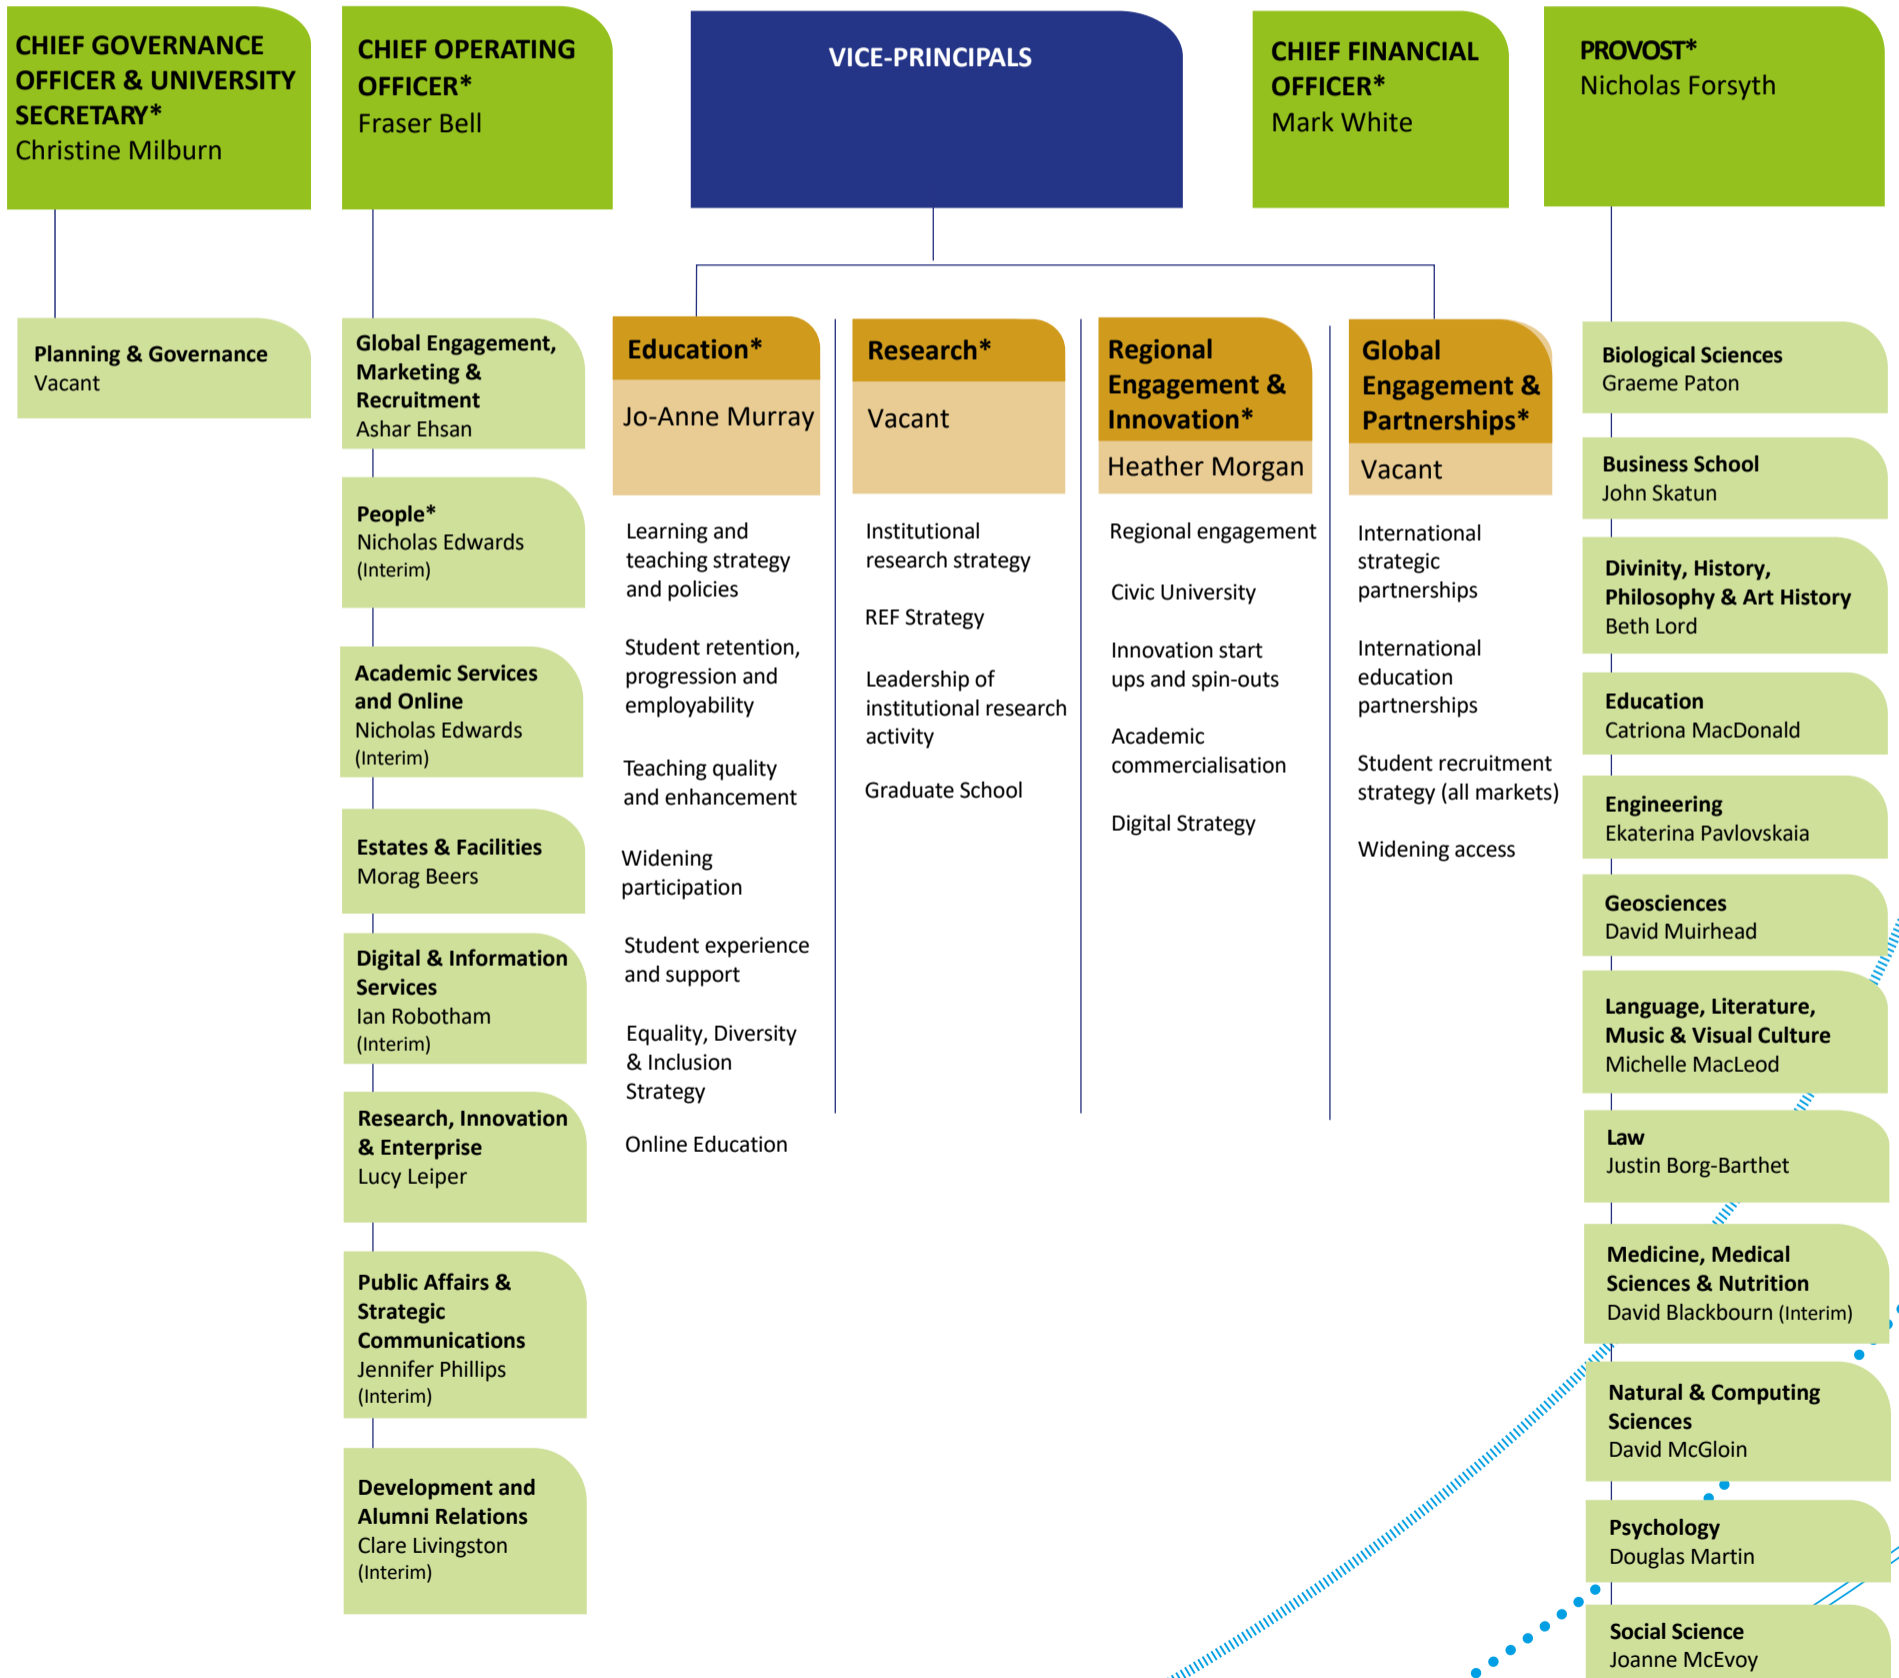 CHIEF GOVERNANCE
OFFICER & UNIVERSITY
SECRETARY*
Christine Milburn
Planning & Governance
Vacant
CHIEF OPERATING
OFFICER*
Fraser Bell
Global Engagement,
Marketing &
Recruitment
Ashar Ehsan
People*
Nicholas Edwards
(Interim)
Academic Services
and Online
Nicholas Edwards
(Interim)
Estates & Facilities
Morag Beers
Digital & Information
Services
Ian Robotham
(Interim)
Research, Innovation
& Enterprise
Lucy Leiper
Public Affairs &
Strategic
Communications
Jennifer Phillips
(Interim)
Development and
Alumni Relations
Clare Livingston
(Interim)
VICE-PRINCIPALS
Education*
Jo-Anne Murray
Learning and
teaching strategy
and policies
Student retention,
progression and
employability
Teaching quality
and enhancement
Widening
participation
Student experience
and support
Equality, Diversity
& Inclusion
Strategy
Online Education
Research*
Vacant
Institutional
research strategy
REF Strategy
Leadership of
institutional research
activity
Graduate School
Regional
Engagement &
Innovation*
Heather Morgan
Regional engagement
Civic University
Innovation start
ups and spin-outs
Academic
commercialisation
Digital Strategy
Global
Engagement &
Partnerships*
Vacant
International
strategic
partnerships
International
education
partnerships
Student recruitment
strategy (all markets)
Widening access
CHIEF FINANCIAL
OFFICER*
Mark White
PROVOST*
Nicholas Forsyth
Biological Sciences
Graeme Paton
Business School
John Skatun
Divinity, History,
Philosophy & Art History
Beth Lord
Education
Catriona MacDonald
Engineering
Ekaterina Pavlovskaia
Geosciences
David Muirhead
Language, Literature,
Music & Visual Culture
Michelle MacLeod
Law
Justin Borg-Barthet
Medicine, Medical
Sciences & Nutrition
David Blackbourn (Interim)
Natural & Computing
Sciences
David McGloin
Psychology
Douglas Martin
Social Science
Joanne McEvoy